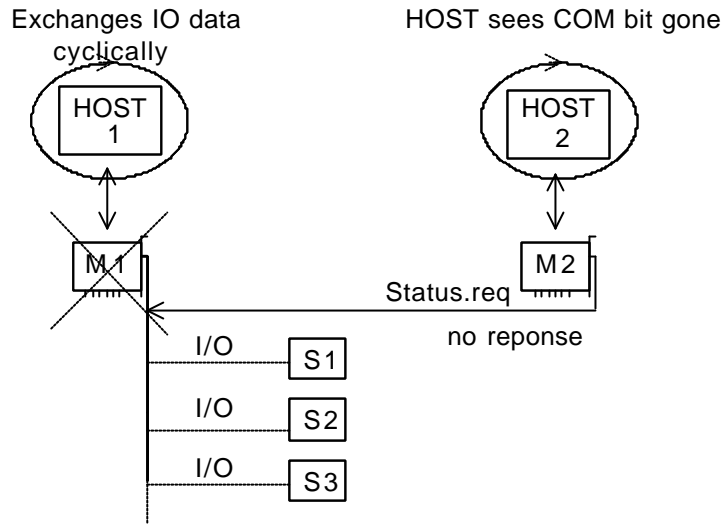 Exchanges IO data
cyclically
HOST sees COM bit gone
HOST
1
HOST
2
M1
M2
Status.req
no reponse
I/O
S1
I/O
S2
I/O
S3